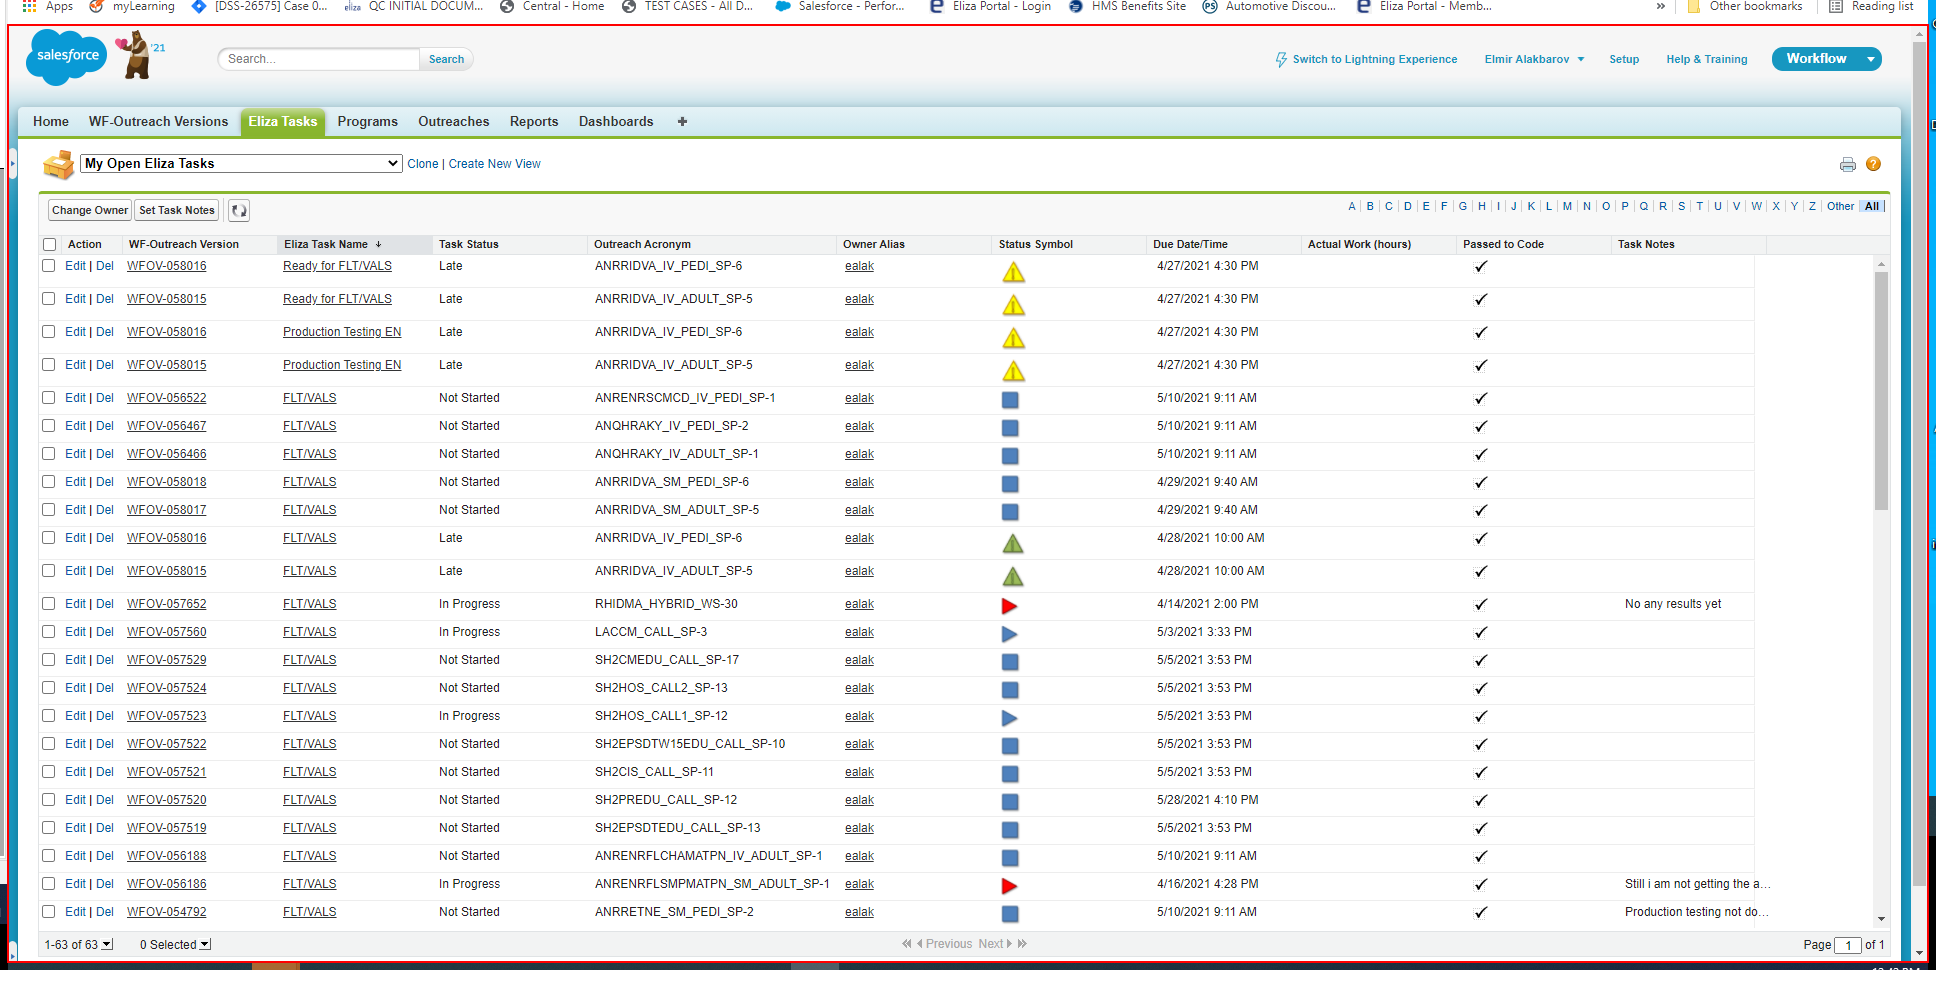 Apps myLearning [DSS-26575] Case 0... eliza QC INITIAL DOCUM... Central - Home TEST CASES - All D... Salesforce - Perfor... Eliza Portal - Login HMS Benefits Site PS Automotive Discou... Eliza Portal - Memb... » Other bookmarks Reading list
salesforce '21 Search... Search Switch to Lightning Experience Elmir Alakbarov Setup Help & Training Workflow
Home WF-Outreach Versions Eliza Tasks Programs Outreaches Reports Dashboards +
My Open Eliza Tasks Clone | Create New View
Change Owner Set Task Notes A | B | C | D | E | F | G | H | I | J | K | L | M | N | O | P | Q | R | S | T | U | V | W | X | Y | Z | Other | All
Action WF-Outreach Version Eliza Task Name Task Status Outreach Acronym Owner Alias Status Symbol Due Date/Time Actual Work (hours) Passed to Code Task Notes
Edit | Del WFOV-058016 Ready for FLT/VALS Late ANRRIDVA_IV_PEDI_SP-6 ealak 4/27/2021 4:30 PM
Edit | Del WFOV-058015 Ready for FLT/VALS Late ANRRIDVA_IV_ADULT_SP-5 ealak 4/27/2021 4:30 PM
Edit | Del WFOV-058016 Production Testing EN Late ANRRIDVA_IV_PEDI_SP-6 ealak 4/27/2021 4:30 PM
Edit | Del WFOV-058015 Production Testing EN Late ANRRIDVA_IV_ADULT_SP-5 ealak 4/27/2021 4:30 PM
Edit | Del WFOV-056522 FLT/VALS Not Started ANRENRSCMCD_IV_PEDI_SP-1 ealak 5/10/2021 9:11 AM
Edit | Del WFOV-056467 FLT/VALS Not Started ANQHRAKY_IV_PEDI_SP-2 ealak 5/10/2021 9:11 AM
Edit | Del WFOV-056466 FLT/VALS Not Started ANQHRAKY_IV_ADULT_SP-1 ealak 5/10/2021 9:11 AM
Edit | Del WFOV-058018 FLT/VALS Not Started ANRRIDVA_SM_PEDI_SP-6 ealak 4/29/2021 9:40 AM
Edit | Del WFOV-058017 FLT/VALS Not Started ANRRIDVA_SM_ADULT_SP-5 ealak 4/29/2021 9:40 AM
Edit | Del WFOV-058016 FLT/VALS Late ANRRIDVA_IV_PEDI_SP-6 ealak 4/28/2021 10:00 AM
Edit | Del WFOV-058015 FLT/VALS Late ANRRIDVA_IV_ADULT_SP-5 ealak 4/28/2021 10:00 AM
Edit | Del WFOV-057652 FLT/VALS In Progress RHIDMA_HYBRID_WS-30 ealak 4/14/2021 2:00 PM No any results yet
Edit | Del WFOV-057560 FLT/VALS In Progress LACCM_CALL_SP-3 ealak 5/3/2021 3:33 PM
Edit | Del WFOV-057529 FLT/VALS Not Started SH2CMEDU_CALL_SP-17 ealak 5/5/2021 3:53 PM
Edit | Del WFOV-057524 FLT/VALS Not Started SH2HOS_CALL2_SP-13 ealak 5/5/2021 3:53 PM
Edit | Del WFOV-057523 FLT/VALS In Progress SH2HOS_CALL1_SP-12 ealak 5/5/2021 3:53 PM
Edit | Del WFOV-057522 FLT/VALS Not Started SH2EPSDTW15EDU_CALL_SP-10 ealak 5/5/2021 3:53 PM
Edit | Del WFOV-057521 FLT/VALS Not Started SH2CIS_CALL_SP-11 ealak 5/5/2021 3:53 PM
Edit | Del WFOV-057520 FLT/VALS Not Started SH2PREDU_CALL_SP-12 ealak 5/28/2021 4:10 PM
Edit | Del WFOV-057519 FLT/VALS Not Started SH2EPSDTEDU_CALL_SP-13 ealak 5/5/2021 3:53 PM
Edit | Del WFOV-056188 FLT/VALS Not Started ANRENRFLCHAMATPN_IV_ADULT_SP-1 ealak 5/10/2021 9:11 AM
Edit | Del WFOV-056186 FLT/VALS In Progress ANRENRFLSMPMATPN_SM_ADULT_SP-1 ealak 4/16/2021 4:28 PM Still i am not getting the a...
Edit | Del WFOV-054792 FLT/VALS Not Started ANRRETNE_SM_PEDI_SP-2 ealak 5/10/2021 9:11 AM Production testing not do...
1-63 of 63 0 Selected Previous Next Page 1 of 1